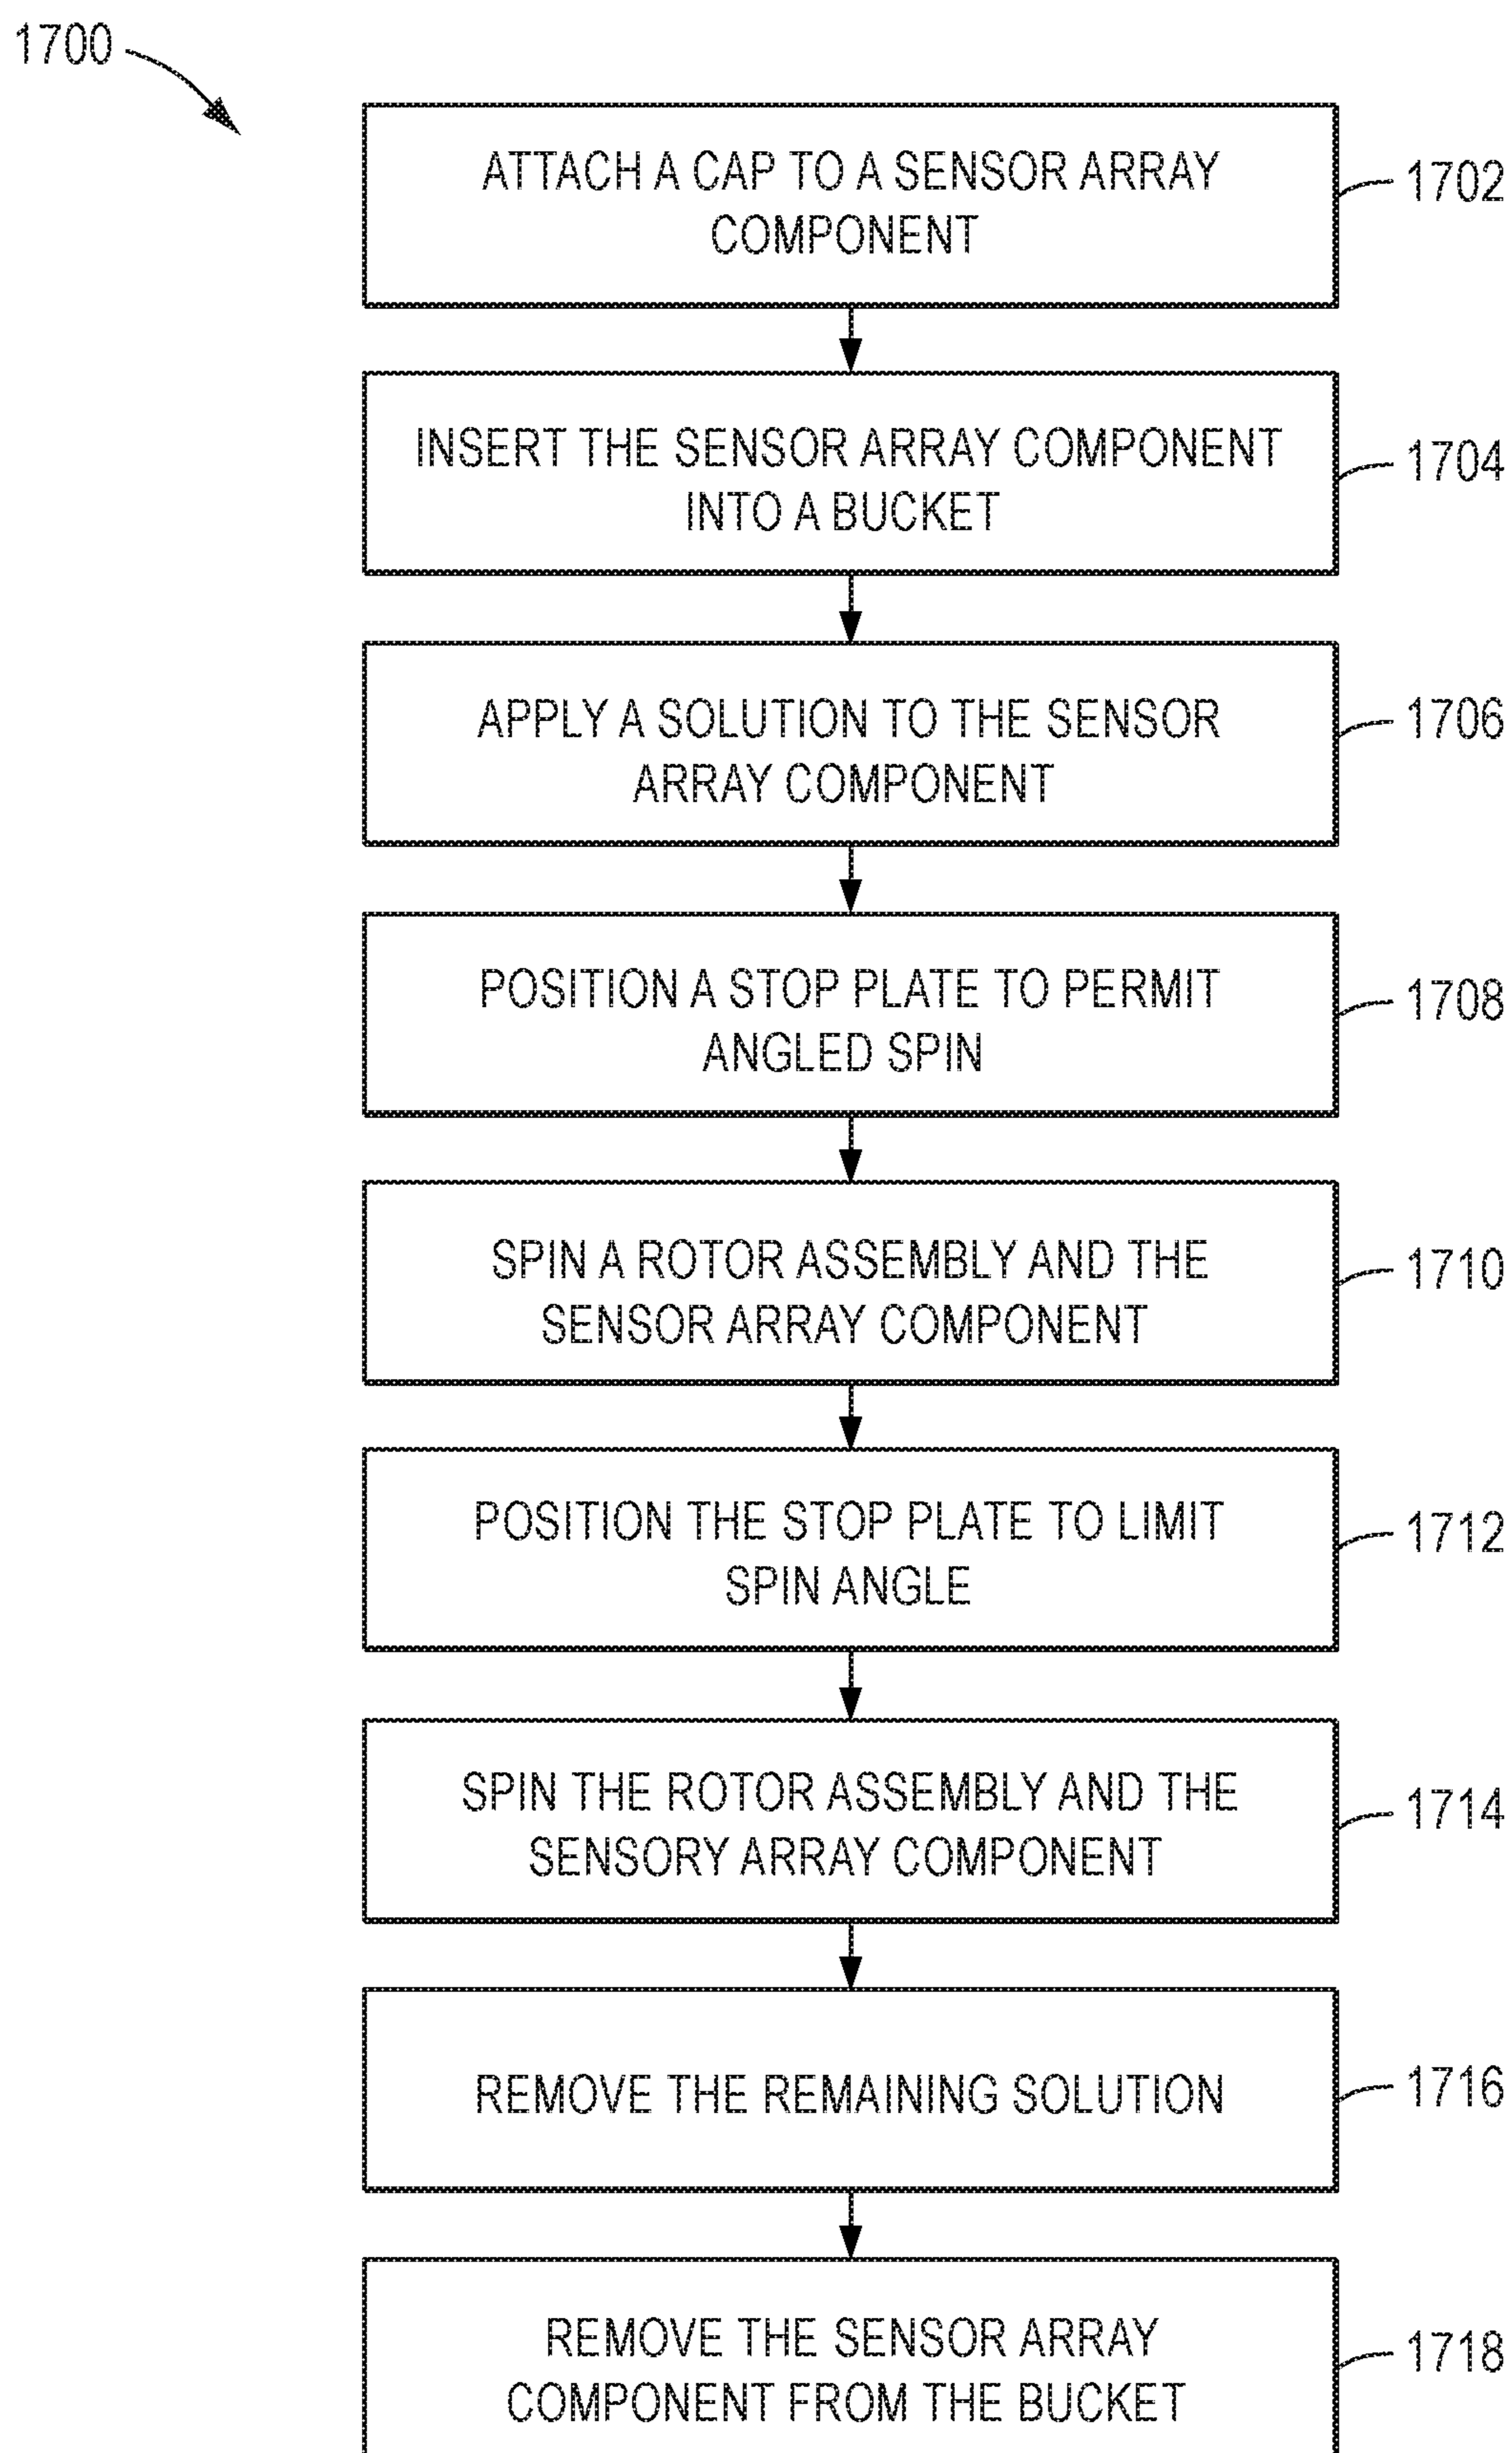 1700
ATTACH A CAP TO A SENSOR ARRAY
COMPONENT
1702
INSERT THE SENSOR ARRAY COMPONENT
INTO A BUCKET
1704
APPLY A SOLUTION TO THE SENSOR
ARRAY COMPONENT
1706
POSITION A STOP PLATE TO PERMIT
ANGLED SPIN
1708
SPIN A ROTOR ASSEMBLY AND THE
SENSOR ARRAY COMPONENT
1710
POSITION THE STOP PLATE TO LIMIT
SPIN ANGLE
1712
SPIN THE ROTOR ASSEMBLY AND THE
SENSORY ARRAY COMPONENT
1714
REMOVE THE REMAINING SOLUTION
1716
REMOVE THE SENSOR ARRAY
COMPONENT FROM THE BUCKET
1718